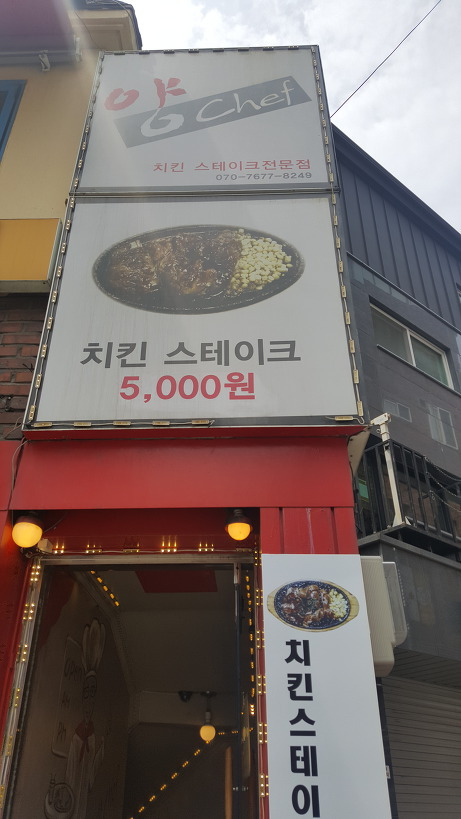 양 Chef
치킨 스테이크전문점
070-7677-8249
치킨 스테이크
5,000원
치킨스테이